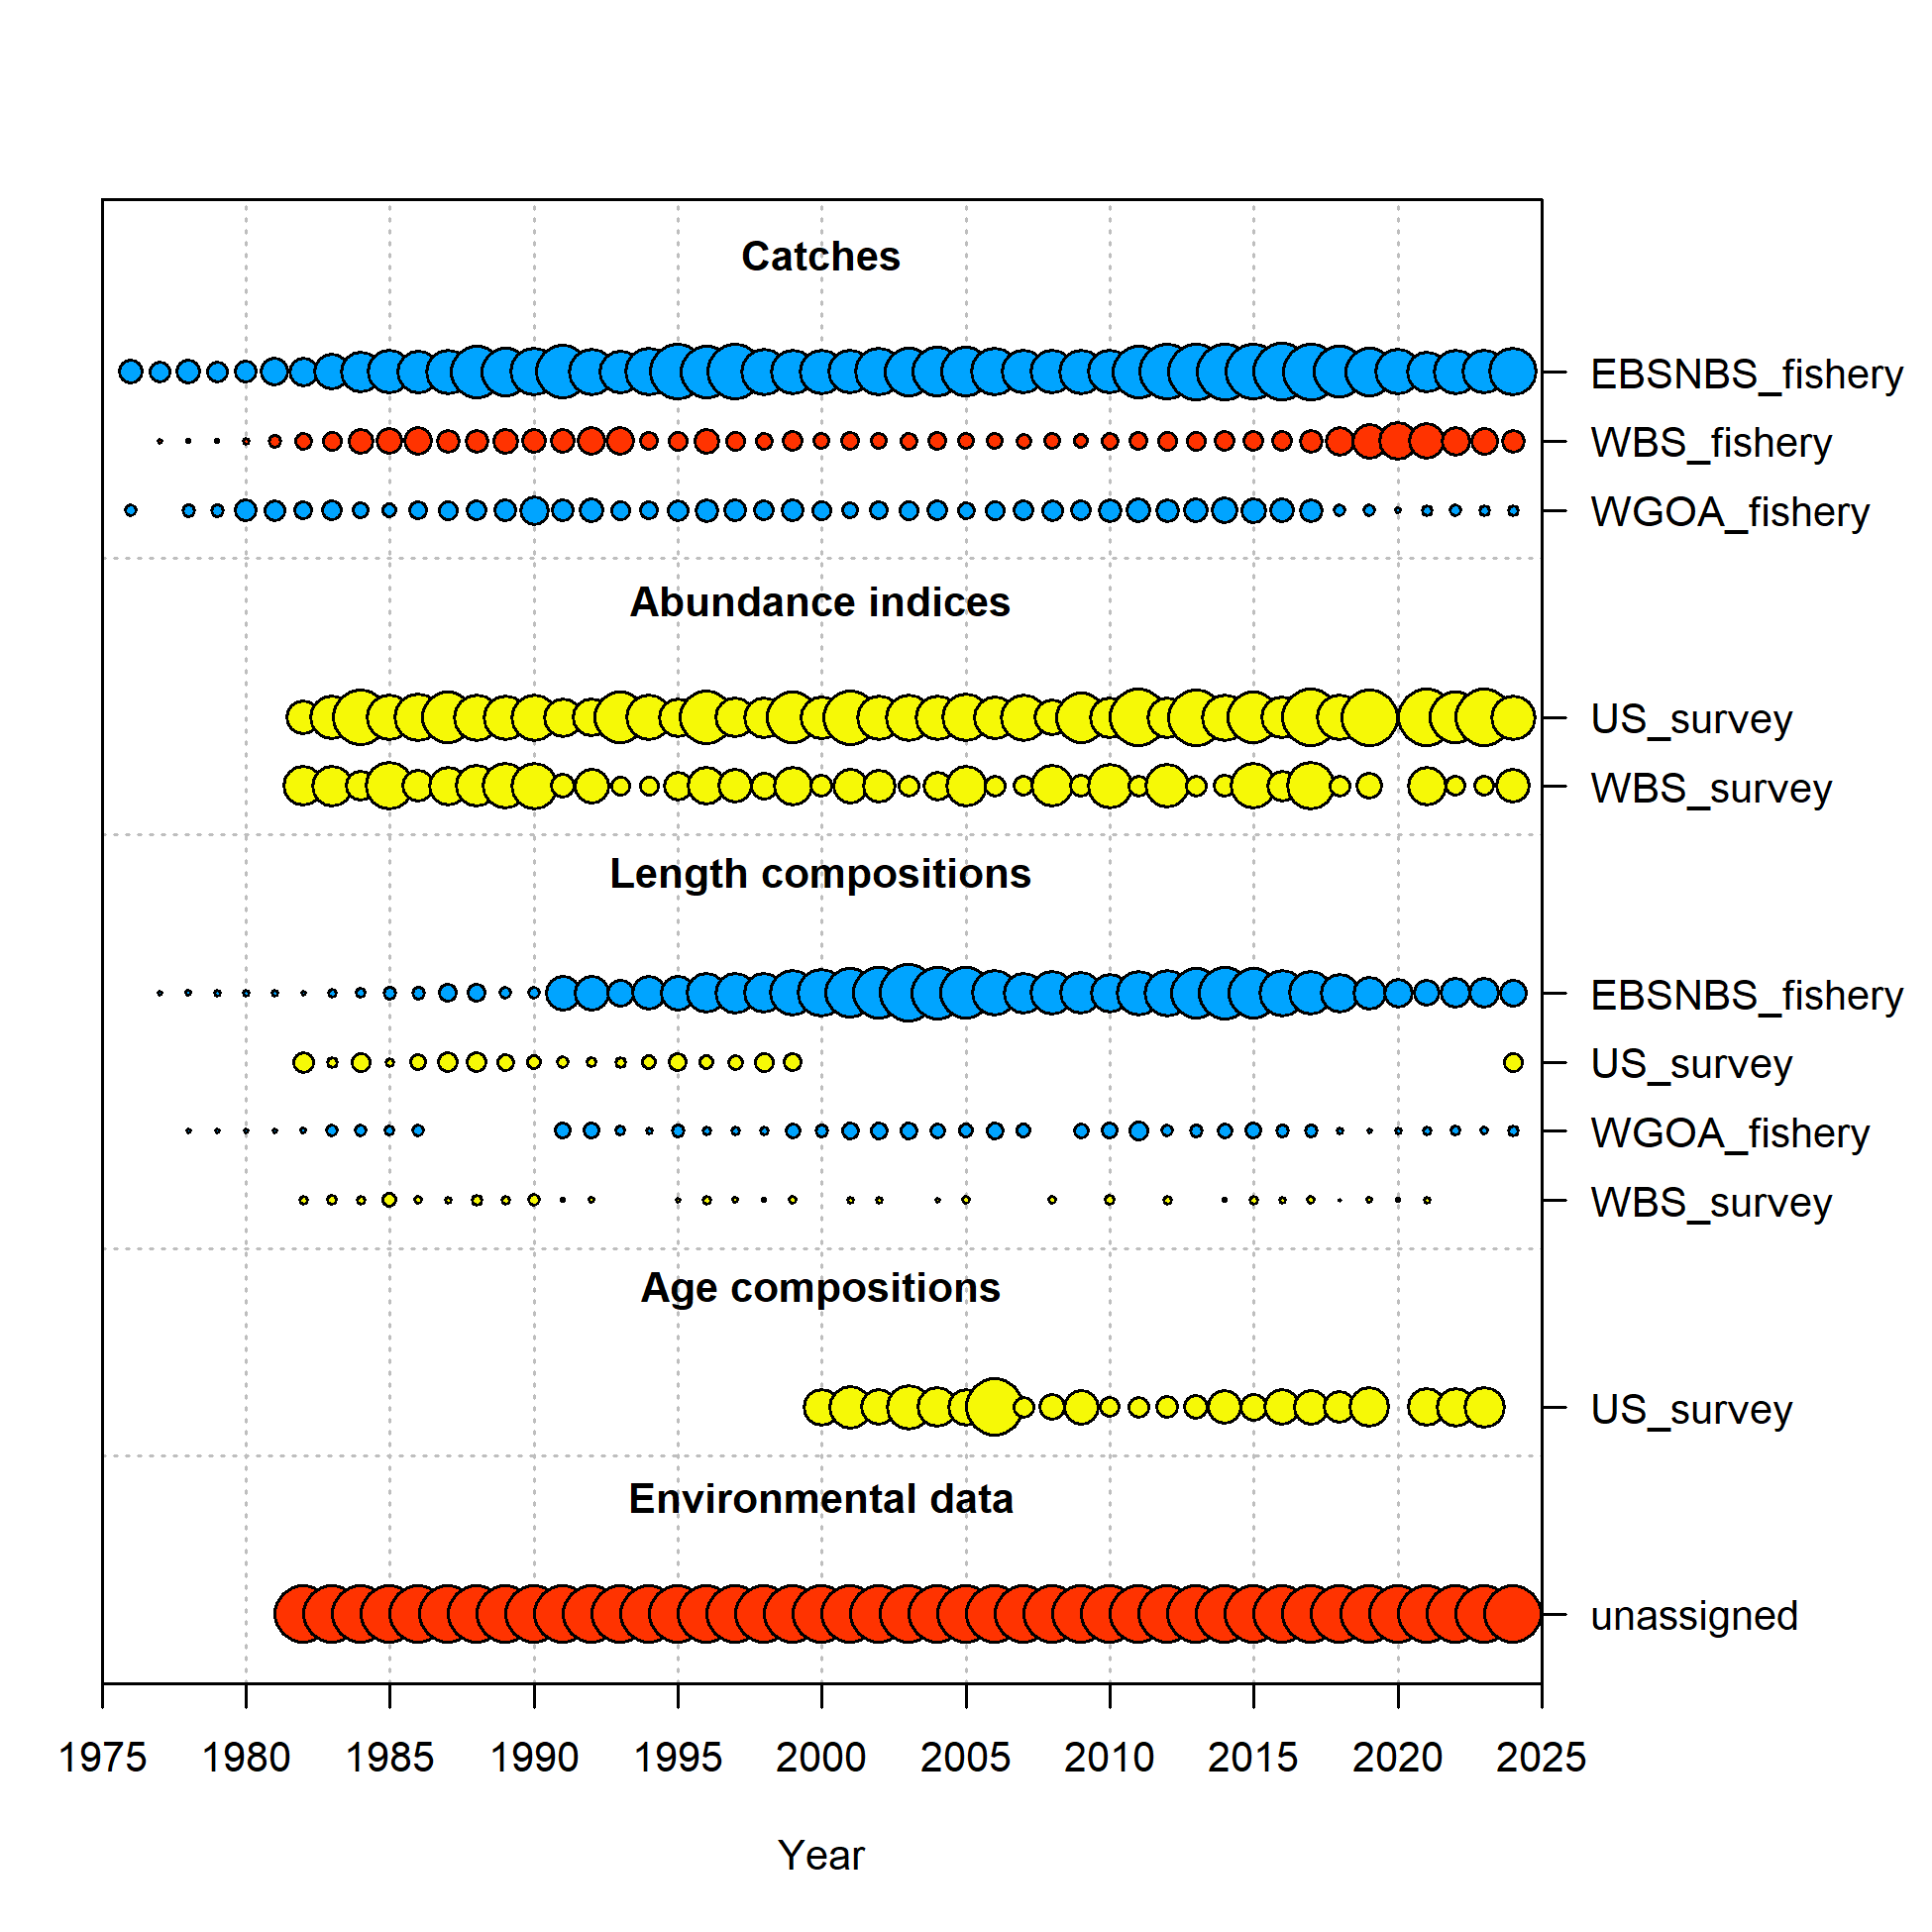 Catches
EBSNBS_fishery
WBS_fishery
WGOA_fishery
Abundance indices
US_survey
WBS_survey
Length compositions
EBSNBS_fishery
US_survey
WGOA_fishery
WBS_survey
Age compositions
US_survey
Environmental data
unassigned
1975 1980 1985 1990 1995 2000 2005 2010 2015 2020 2025
Year